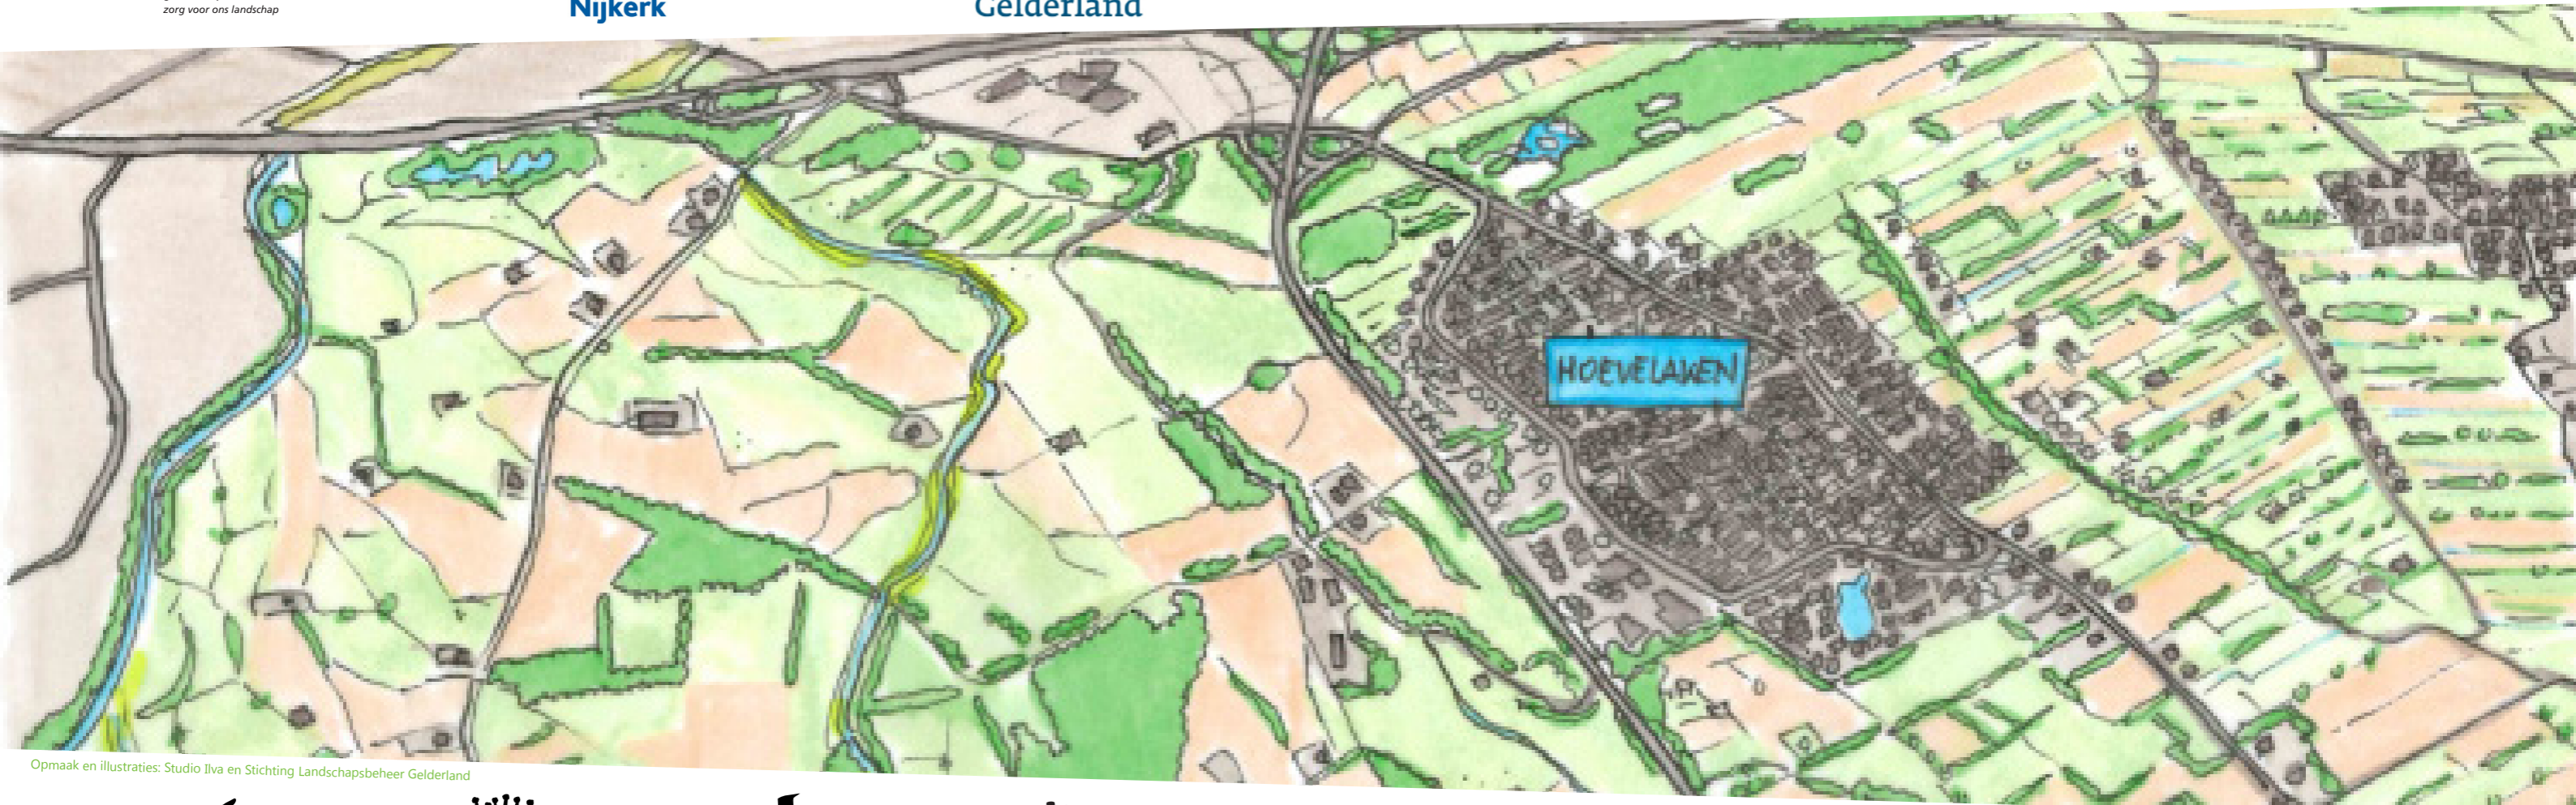 zorg voor ons landschap
Nijkerk
Gelderland
HOEVELAKEN
Opmaak en illustraties: Studio Ilva en Stichting Landschapsbeheer Gelderland